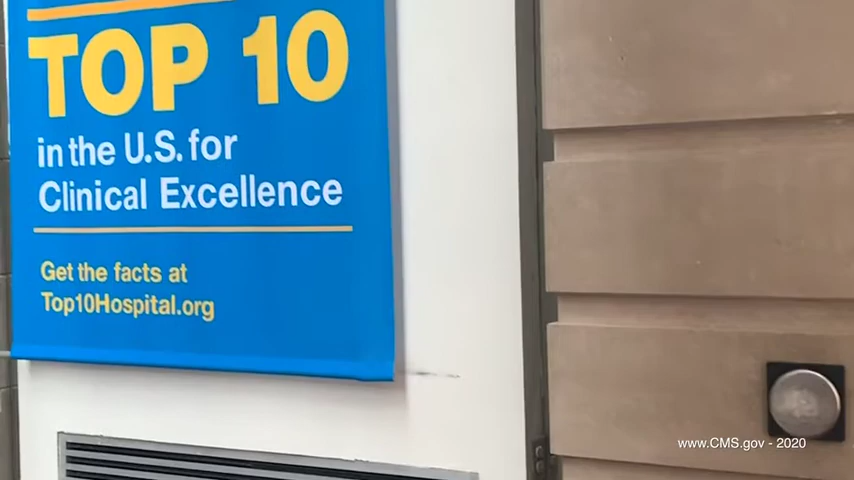 TOP 10
in the U.S. for
Clinical Excellence
Get the facts at
Top10Hospital.org
www.CMS.gov - 2020